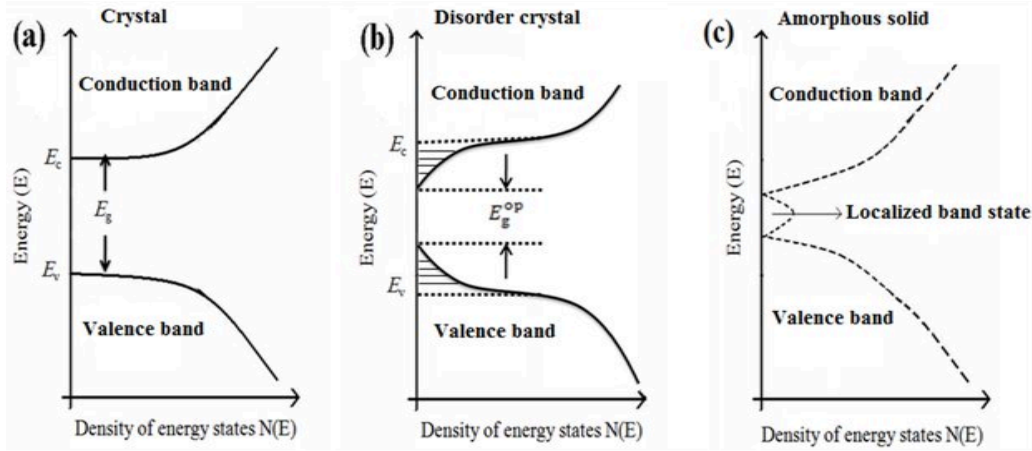 Crystal
(a)
Conduction band
E_c
E_g
E_v
Valence band
Energy (E)
Density of energy states N(E)
Disorder crystal
(b)
Conduction band
E_c
E_g^op
E_v
Valence band
Energy (E)
Density of energy states N(E)
Amorphous solid
(c)
Conduction band
Localized band state
Valence band
Energy (E)
Density of energy states N(E)